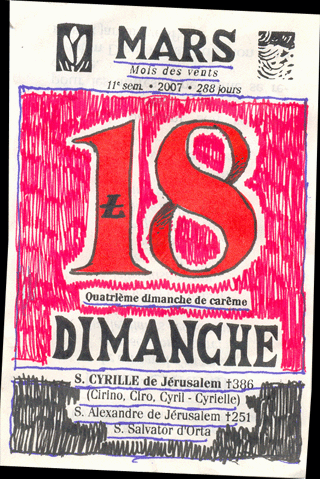 MARS
Mois des vents
11e sem. • 2007 • 288 jours
18
Quatrième dimanche de carême
DIMANCHE
S. CYRILLE de Jérusalem †386
(Cirino, Ciro, Cyril - Cyrielle)
S. Alexandre de Jérusalem †251
S. Salvator d'Orta